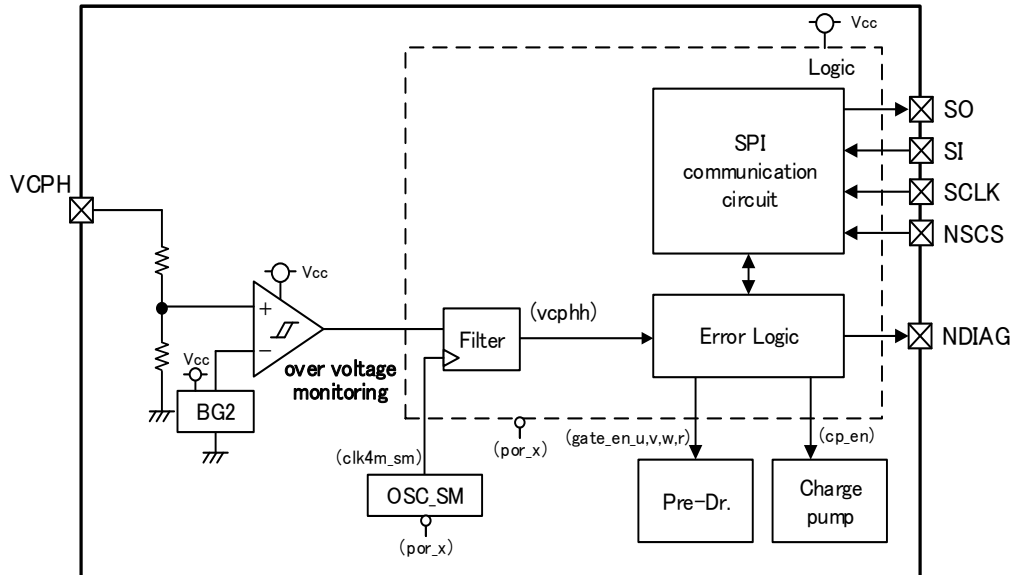 Vcc
Logic
SO
SPI
communication
circuit
SI
VCPH
SCLK
NSCS
Vcc
+
(vcphh)
Filter
Error Logic
NDIAG
−
Vcc
over voltage
monitoring
BG2
(gate_en_u,v,w,r)
(cp_en)
(por_x)
(clk4m_sm)
OSC_SM
Pre-Dr.
Charge
pump
(por_x)